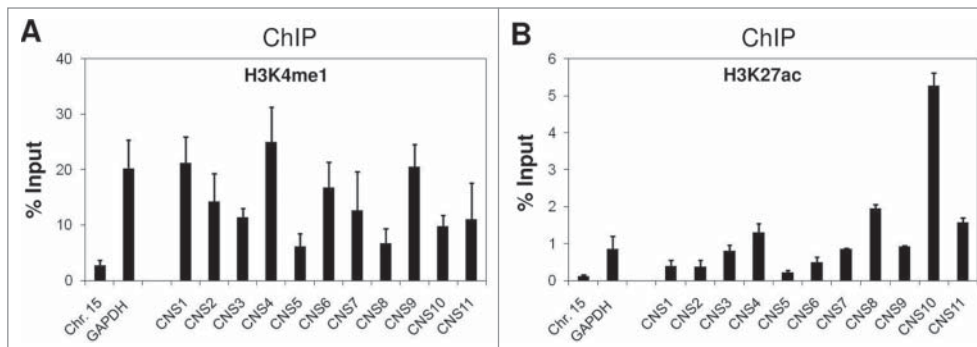 A
ChIP
H3K4me1
% Input
40
30
20
10
0
Chr. 15
GAPDH
CNS1
CNS2
CNS3
CNS4
CNS5
CNS6
CNS7
CNS8
CNS9
CNS10
CNS11
B
ChIP
H3K27ac
% Input
6
5
4
3
2
1
0
Chr. 15
GAPDH
CNS1
CNS2
CNS3
CNS4
CNS5
CNS6
CNS7
CNS8
CNS9
CNS10
CNS11